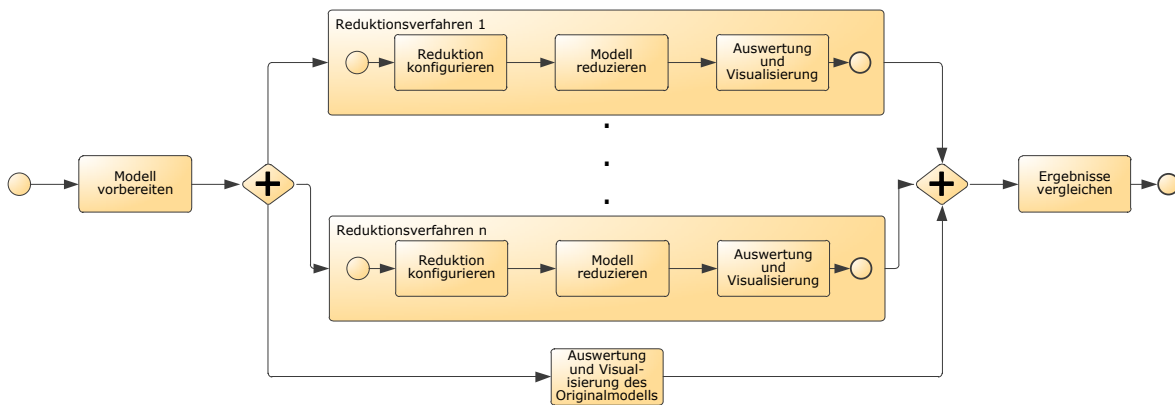 Reduktionsverfahren 1
Reduktion
konfigurieren
Modell
reduzieren
Auswertung
und
Visualisierung
Modell
vorbereiten
Ergebnisse
vergleichen
Reduktionsverfahren n
Reduktion
konfigurieren
Modell
reduzieren
Auswertung
und
Visualisierung
Auswertung
und Visual-
isierung des
Originalmodells